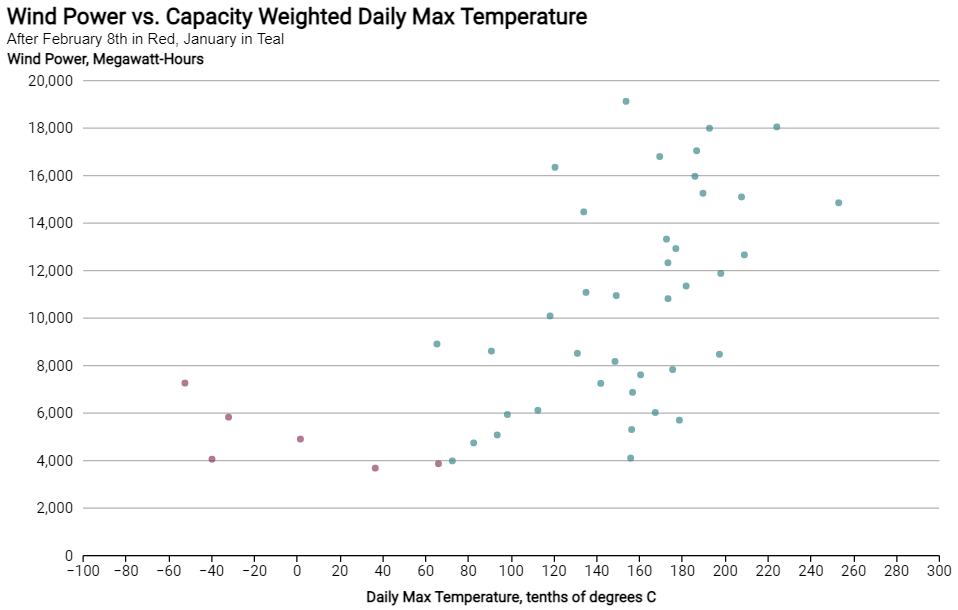 Wind Power vs. Capacity Weighted Daily Max Temperature
After February 8th in Red, January in Teal
Wind Power, Megawatt-Hours
20,000
18,000
16,000
14,000
12,000
10,000
8,000
6,000
4,000
2,000
0
−100 −80 −60 −40 −20 0 20 40 60 80 100 120 140 160 180 200 220 240 260 280 300
Daily Max Temperature, tenths of degrees C